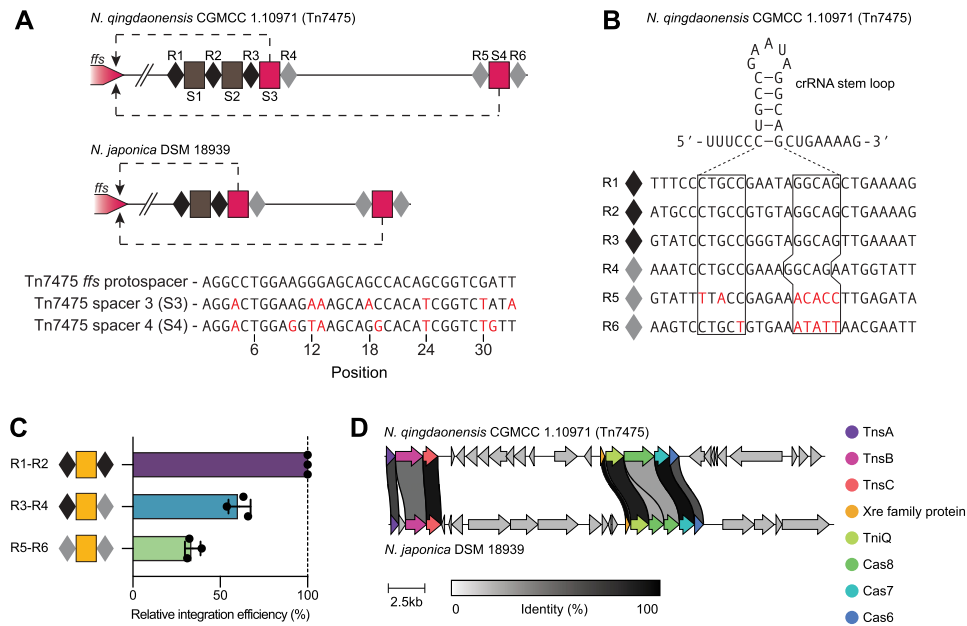 A
N. qingdaonensis CGMCC 1.10971 (Tn7475)
ffs
R1 R2 R3 R4 R5 S4 R6
S1 S2 S3
N. japonica DSM 18939
ffs
Tn7475 ffs protospacer - AGGCCTGGAAGGGAGCAGCCACAGCGGTCGATT
Tn7475 spacer 3 (S3) - AGGACTGGAAGAAAGCAACCACATCGGTCTATA
Tn7475 spacer 4 (S4) - AGGACTGGAGGTAAGCAGGCACATCGGTCTGTT
6 12 18 24 30
Position
B
N. qingdaonensis CGMCC 1.10971 (Tn7475)
A
A U
G A
C-G
C-G
G-C
U-A
5′-UUUCCC-GCUGAAAAG-3′
crRNA stem loop
R1 TTTCCCTGCCGAATAGGCAGCTGAAAAG
R2 ATGCCCTGCCGTGTAGGCAGCTGAAAAG
R3 GTATCCTGCCGGGTAGGCAGTTGAAAAT
R4 AAATCCTGCCGAAAGGCAGAATGGTATT
R5 GTATTTTACCGAGAAACACCTTGAGATA
R6 AAGTCCTGCTGTGAAATATTAACGAATT
C
R1-R2
R3-R4
R5-R6
0 50 100
Relative integration efficiency (%)
D
N. qingdaonensis CGMCC 1.10971 (Tn7475)
N. japonica DSM 18939
2.5kb
0 Identity (%) 100
TnsA
TnsB
TnsC
Xre family protein
TniQ
Cas8
Cas7
Cas6